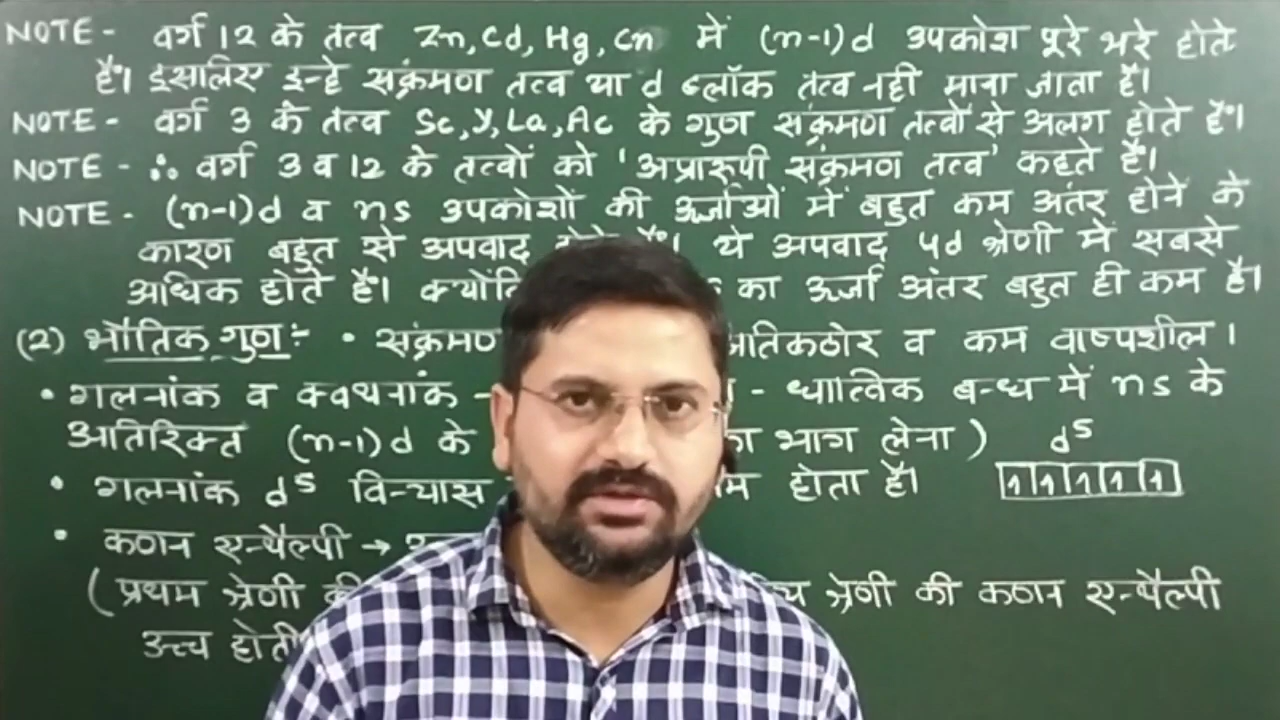 NOTE - वर्ग 12 के तत्व Zn, Cd, Hg, Cn में (n-1)d उपकोश पूरे भरे होते
हैं। इसलिए इन्हे संक्रमण तत्व या d ब्लॉक तत्व नही माना जाता है।
NOTE - वर्ग 3 के तत्व Sc, Y, La, Ac के गुण संक्रमण तत्वों से अलग होते हैं।
NOTE - ∴ वर्ग 3 व 12 के तत्वों को 'अप्रारूपी संक्रमण तत्व' कहते हैं।
NOTE - (n-1)d व ns उपकोशों की ऊर्जाओं में बहुत कम अंतर होने के
कारण बहुत से अपवाद ये अपवाद 4d श्रेणी में सबसे
अधिक होते है। का ऊर्जा अंतर बहुत ही कम है।
(2) भौतिक गुण :- • अतिकठोर व कम वाष्पशील ।
• गलनांक व क्वथनांक - - धात्विक बन्ध में ns के
अतिरिक्त (n-1)d के भाग लेना ) d5
• गलनांक d5 विन्यास होता है। 1 1 1 1 1
• कणन एन्थैल्पी →
(प्रथम श्रेणी की श्रेणी की कणन एन्थैल्पी
उच्च होती